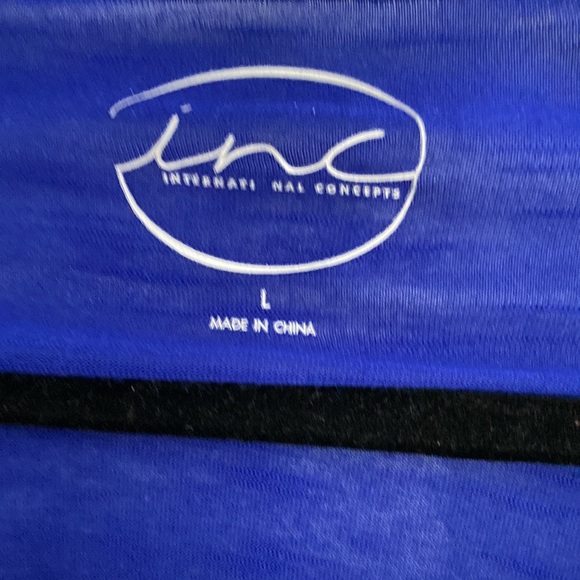 inc
INTERNATI NAL CONCEPTS
L
MADE IN CHINA